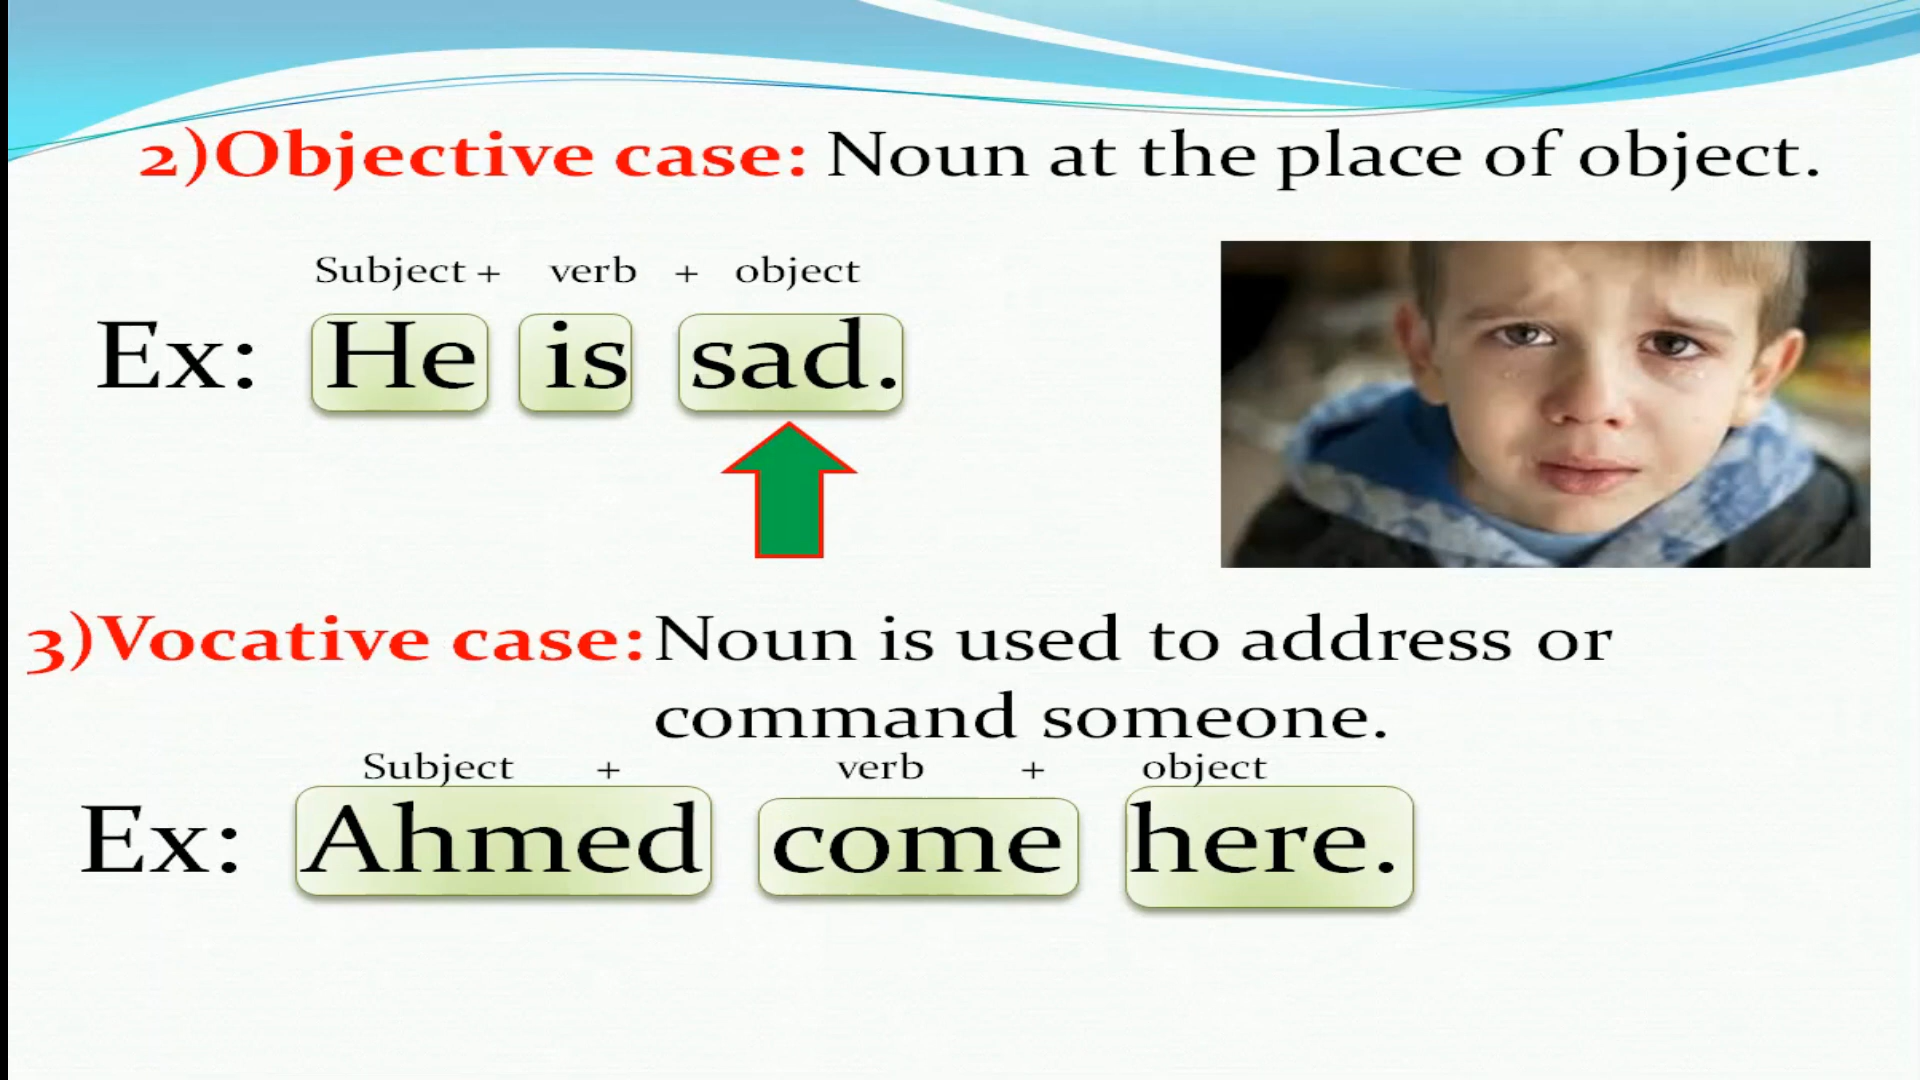 2)Objective case: Noun at the place of object.
Subject + verb + object
Ex: He is sad.
3)Vocative case: Noun is used to address or
command someone.
Subject + verb + object
Ex: Ahmed come here.